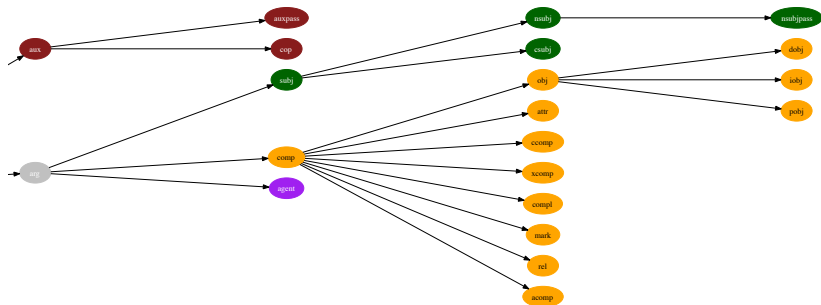 auxpass
nsubj
nsubjpass
aux
cop
csubj
dobj
subj
obj
iobj
attr
pobj
ccomp
comp
arg
xcomp
agent
compl
mark
rel
acomp